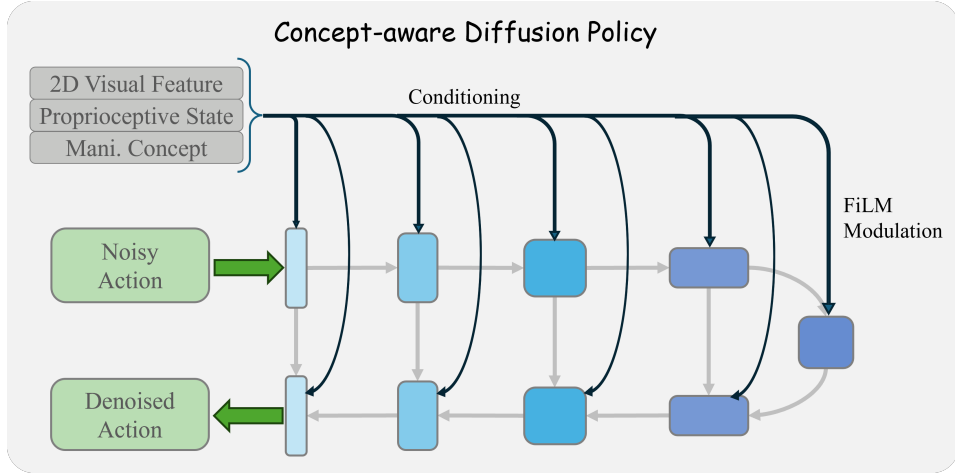 Concept-aware Diffusion Policy
2D Visual Feature
Proprioceptive State
Mani. Concept
Conditioning
FiLM
Modulation
Noisy
Action
Denoised
Action